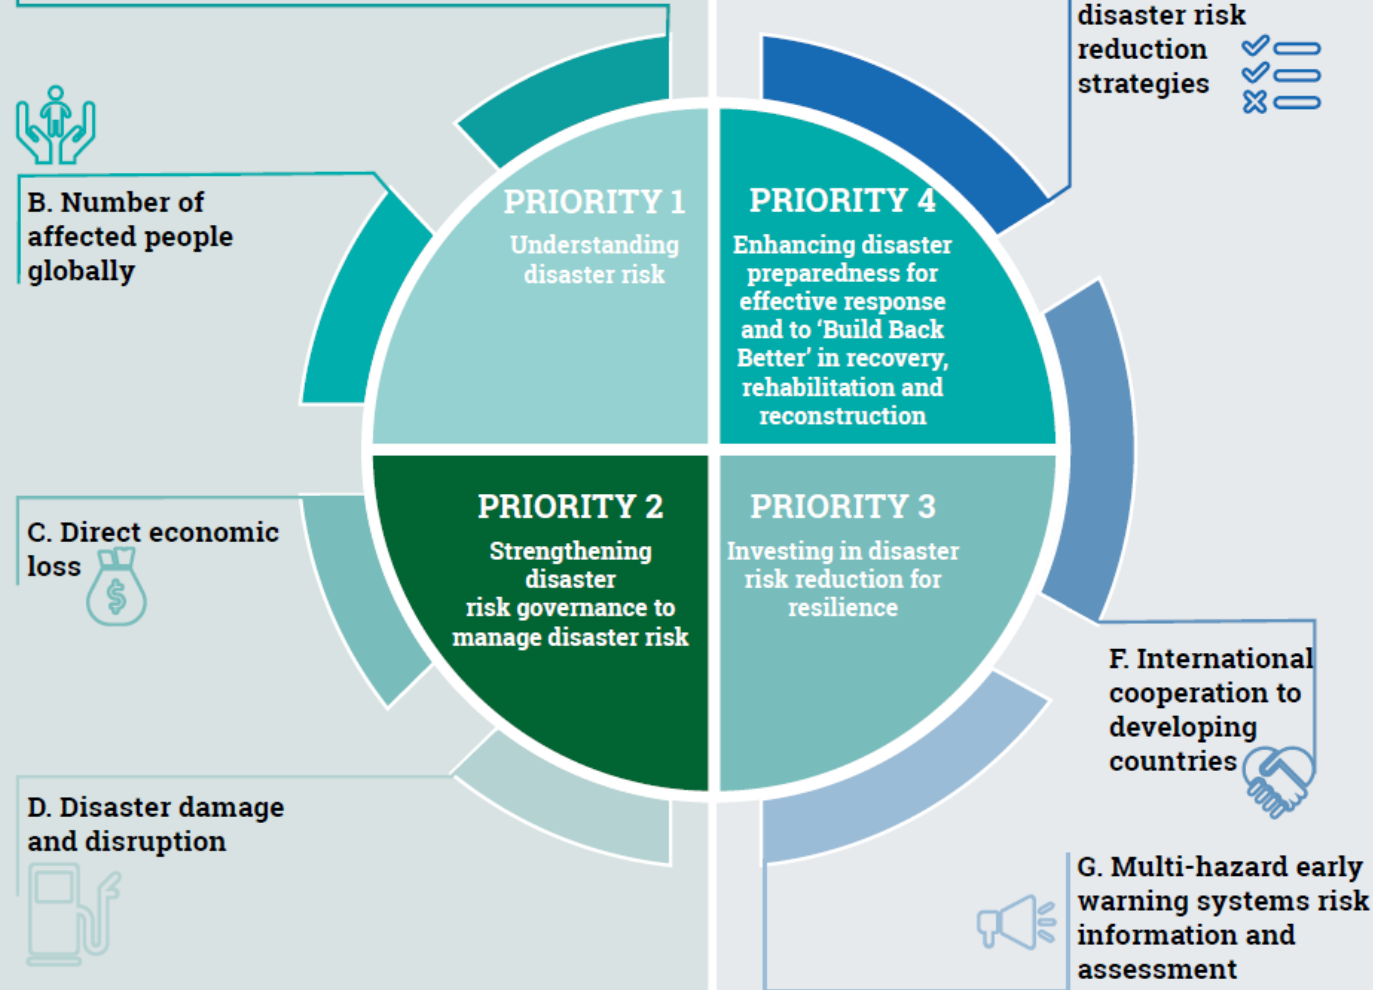 disaster risk
reduction
strategies
B. Number of
affected people
globally
PRIORITY 1
Understanding
disaster risk
PRIORITY 4
Enhancing disaster
preparedness for
effective response
and to ‘Build Back
Better’ in recovery,
rehabilitation and
reconstruction
C. Direct economic
loss
$
PRIORITY 2
Strengthening
disaster
risk governance to
manage disaster risk
PRIORITY 3
Investing in disaster
risk reduction for
resilience
F. International
cooperation to
developing
countries
D. Disaster damage
and disruption
G. Multi-hazard early
warning systems risk
information and
assessment